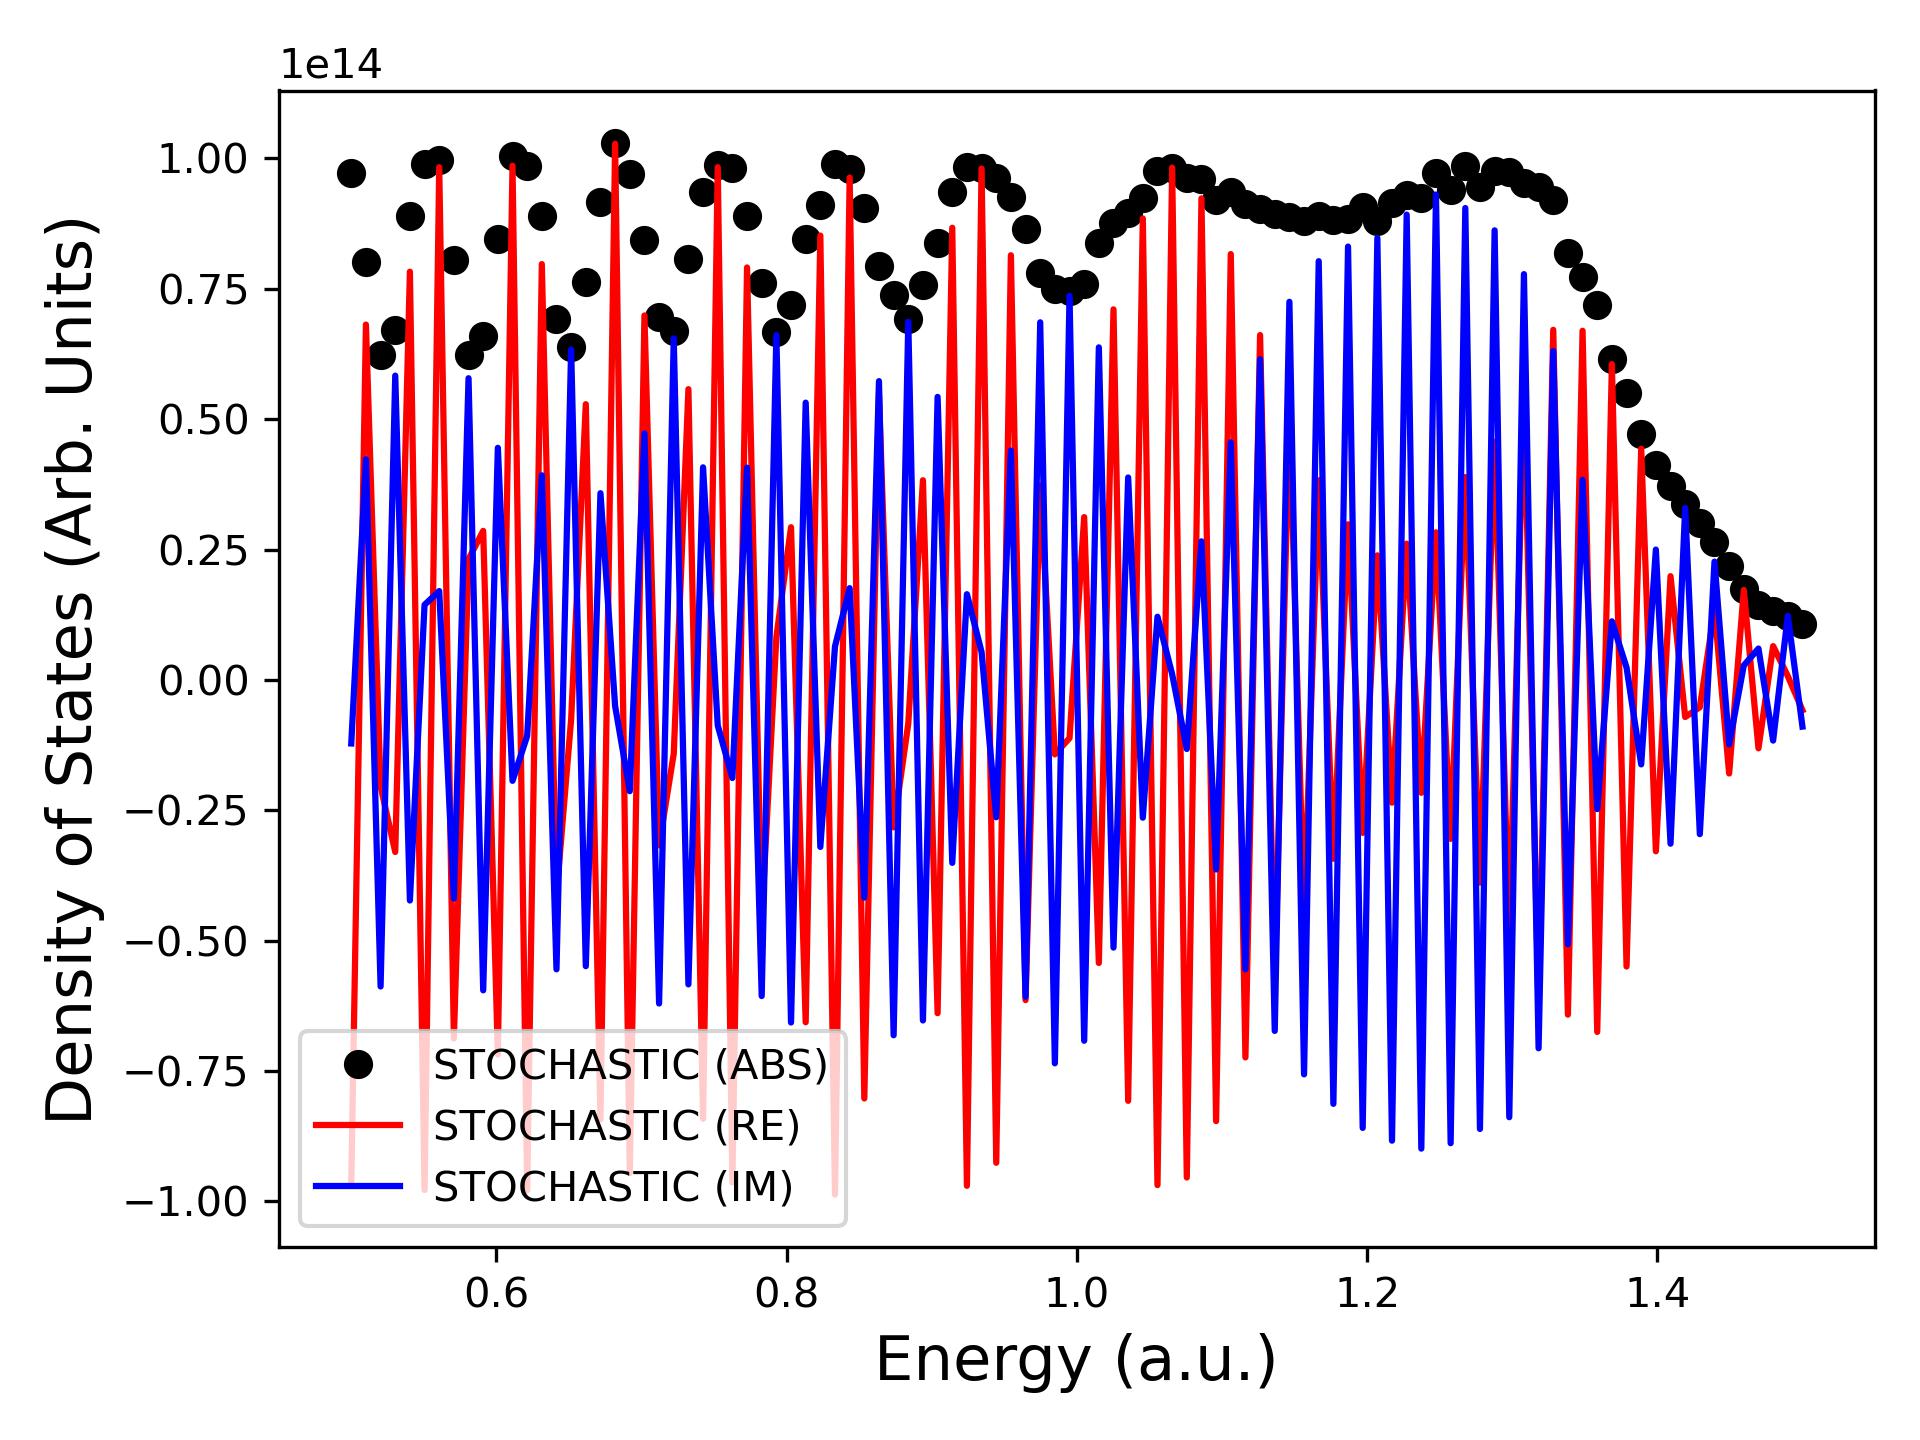 1e14
1.00
0.75
0.50
0.25
0.00
−0.25
−0.50
−0.75
−1.00
Density of States (Arb. Units)
STOCHASTIC (ABS)
STOCHASTIC (RE)
STOCHASTIC (IM)
0.6 0.8 1.0 1.2 1.4
Energy (a.u.)